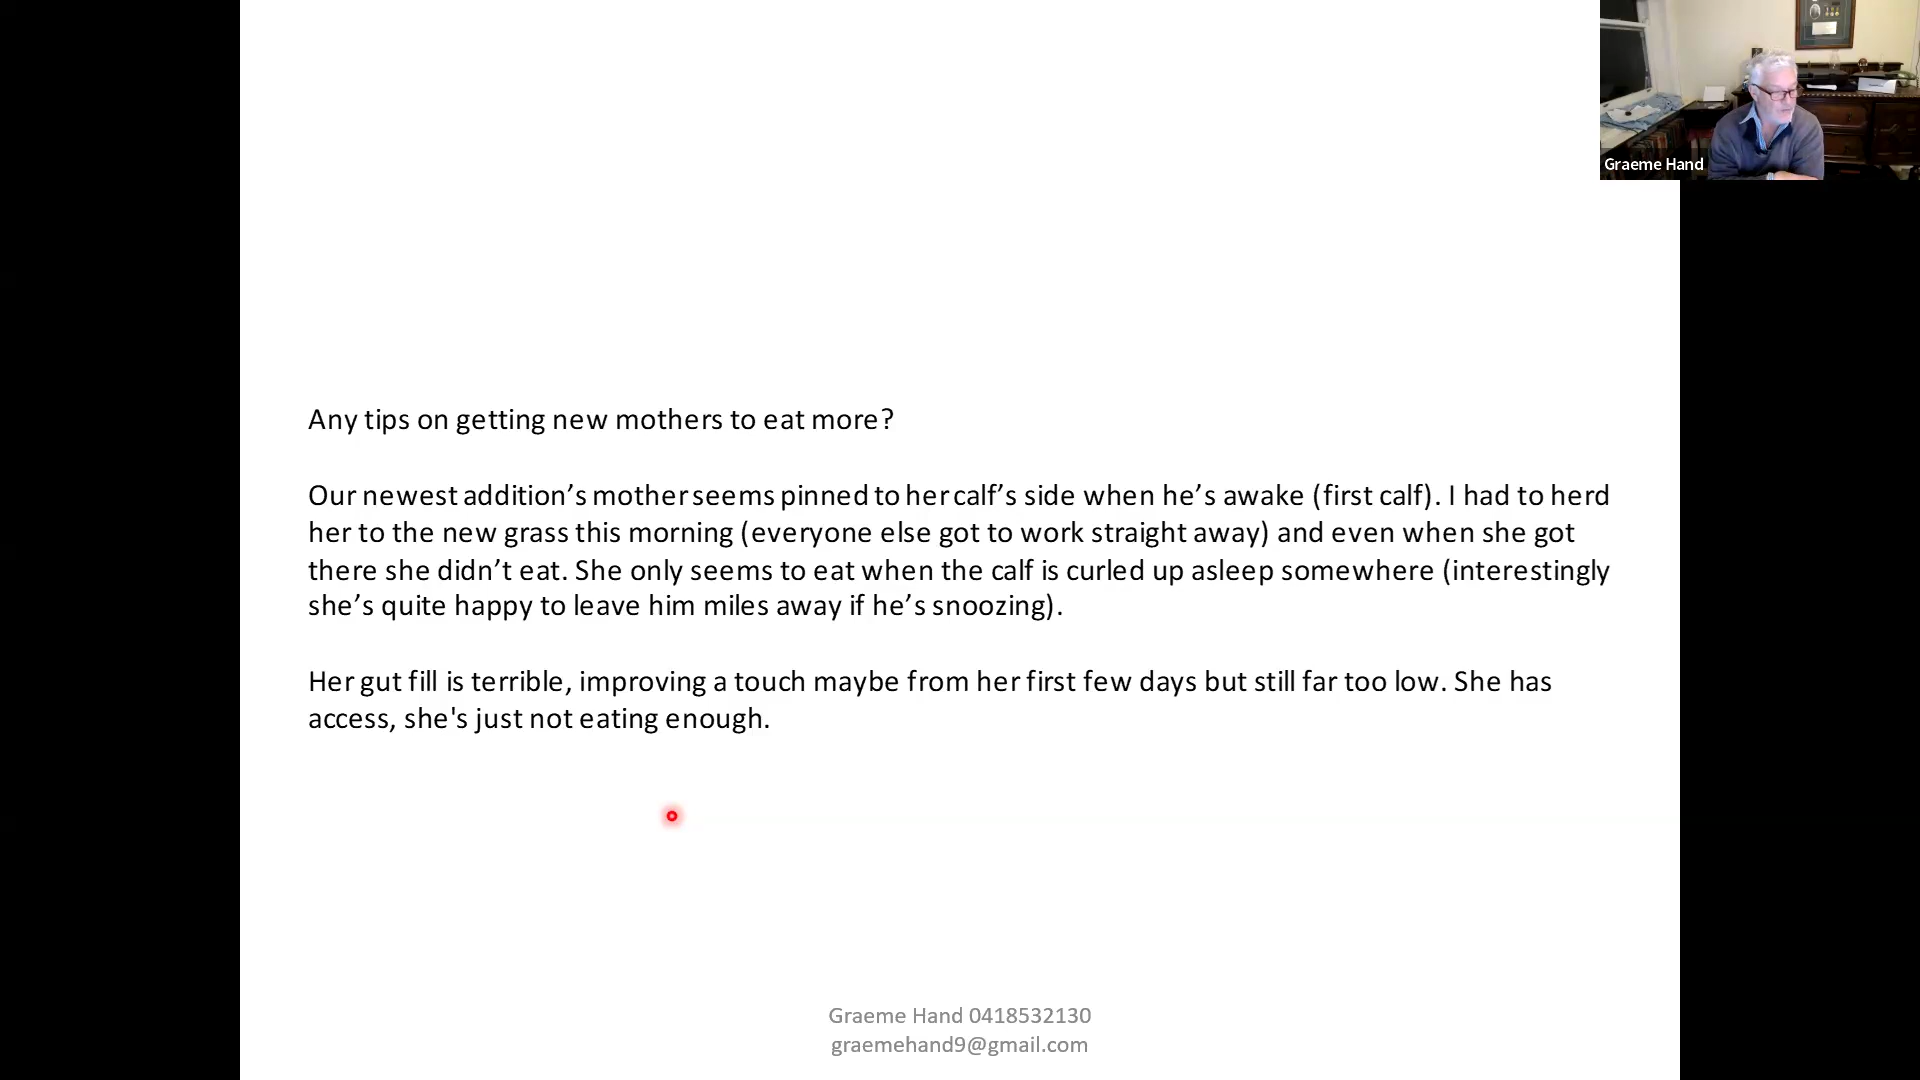 Graeme Hand
Any tips on getting new mothers to eat more?
Our newest addition’s mother seems pinned to her calf’s side when he’s awake (first calf). I had to herd
her to the new grass this morning (everyone else got to work straight away) and even when she got
there she didn’t eat. She only seems to eat when the calf is curled up asleep somewhere (interestingly
she’s quite happy to leave him miles away if he’s snoozing).
Her gut fill is terrible, improving a touch maybe from her first few days but still far too low. She has
access, she's just not eating enough.
Graeme Hand 0418532130
graemehand9@gmail.com